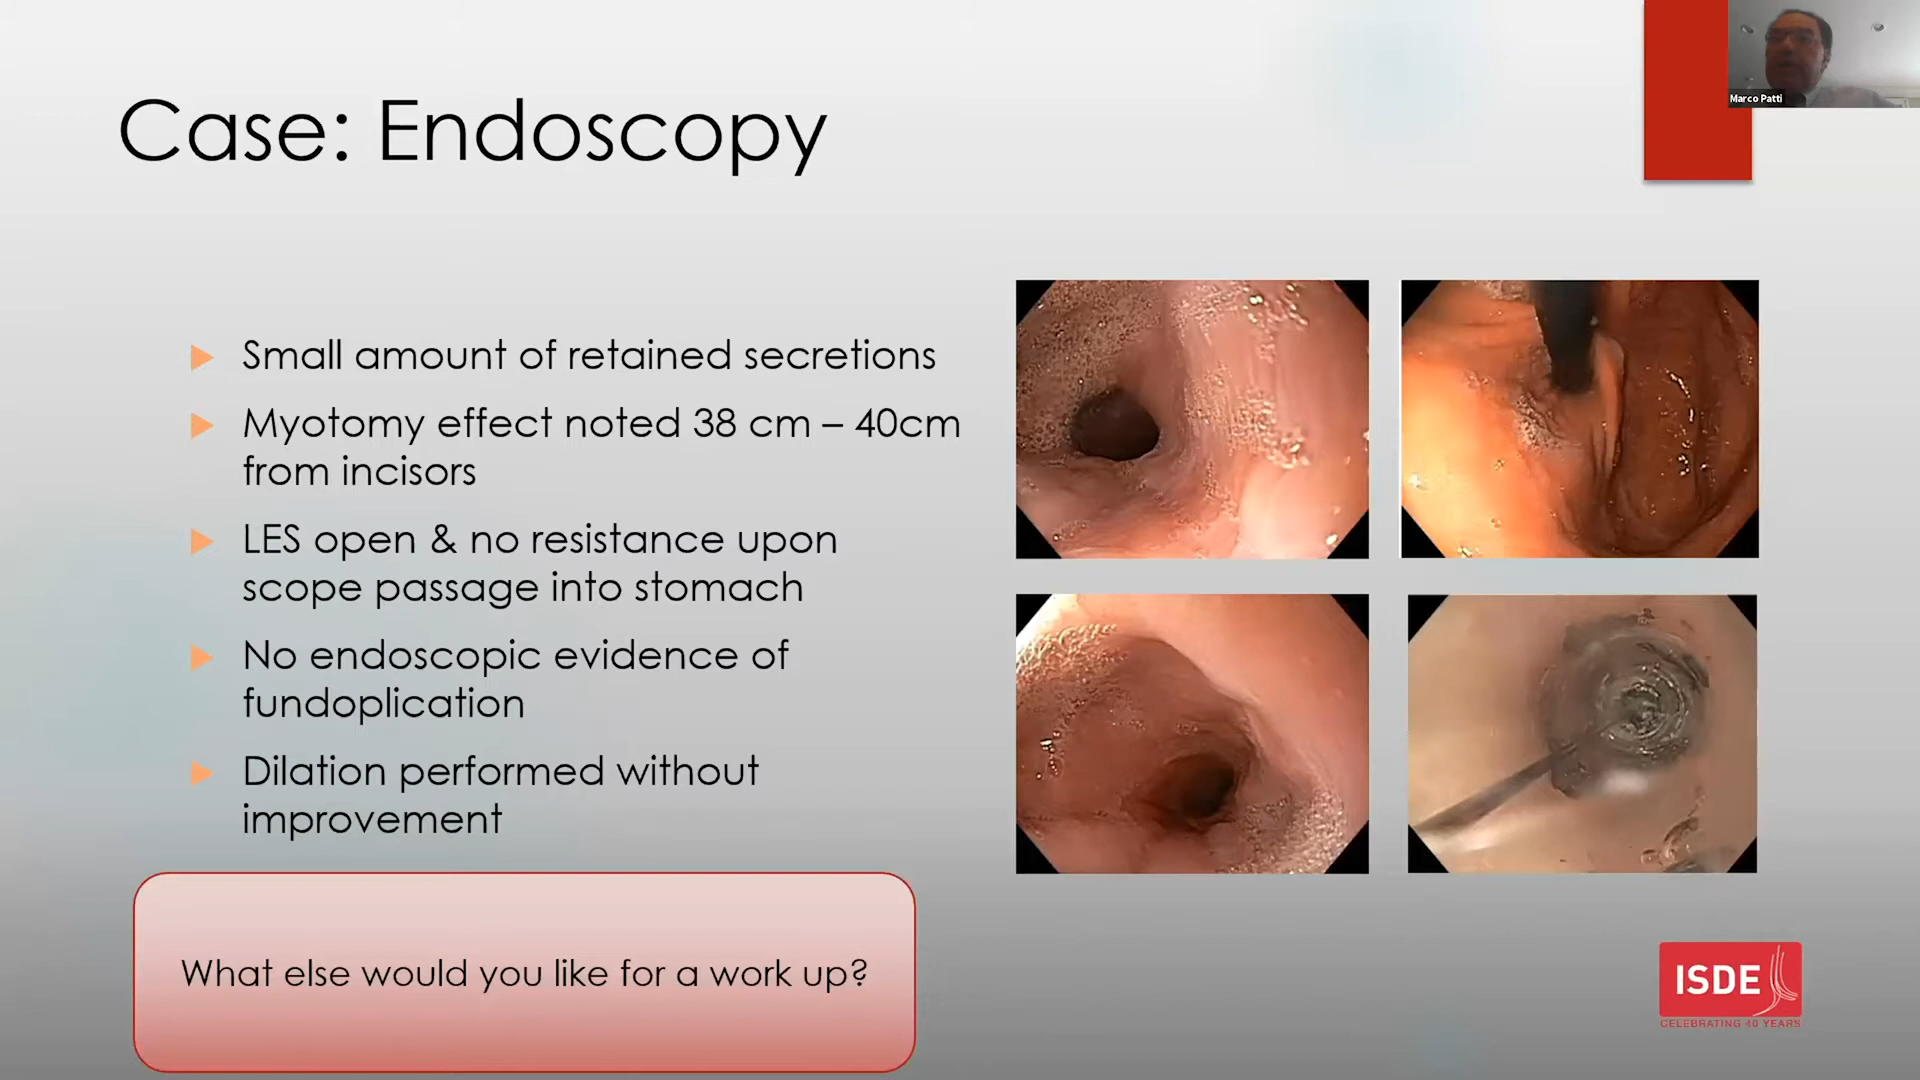 Marco Patti
Case: Endoscopy
Small amount of retained secretions
Myotomy effect noted 38 cm – 40cm
from incisors
LES open & no resistance upon
scope passage into stomach
No endoscopic evidence of
fundoplication
Dilation performed without
improvement
What else would you like for a work up?
ISDE
CELEBRATING 40 YEARS